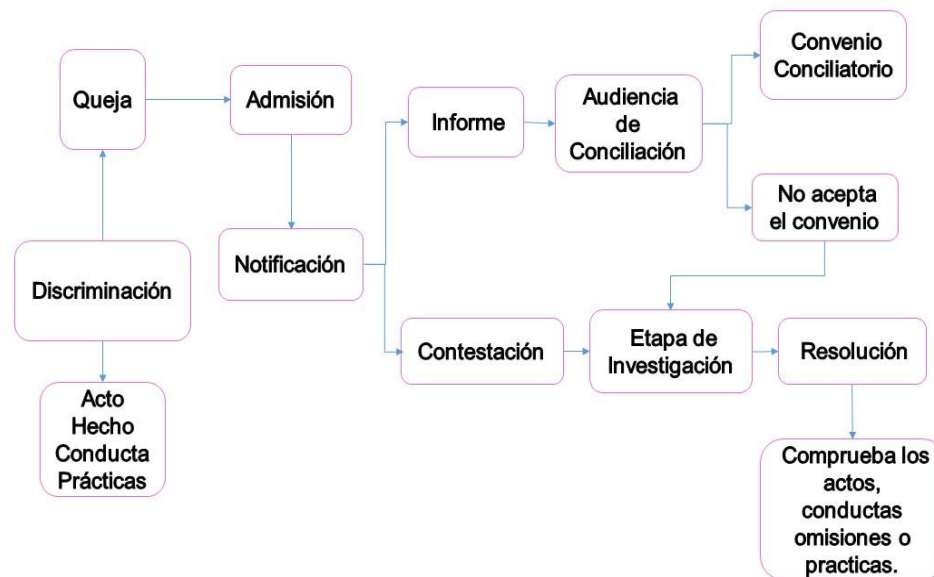 Queja
Admisión
Informe
Audiencia
de
Conciliación
Convenio
Conciliatorio
No acepta
el convenio
Discriminación
Notificación
Contestación
Etapa de
Investigación
Resolución
Acto
Hecho
Conducta
Prácticas
Comprueba los
actos,
conductas
omisiones o
practicas.